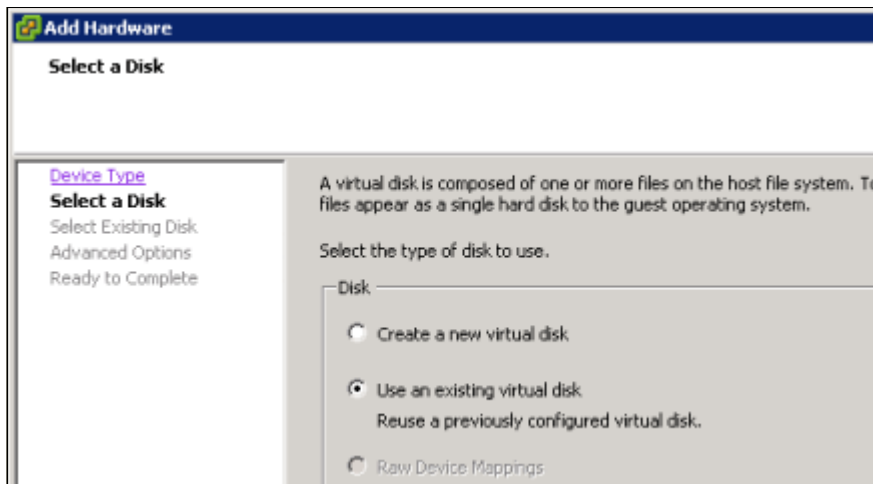 Add Hardware
Select a Disk
Device Type
Select a Disk
Select Existing Disk
Advanced Options
Ready to Complete
A virtual disk is composed of one or more files on the host file system. To
files appear as a single hard disk to the guest operating system.
Select the type of disk to use.
Disk
Create a new virtual disk
Use an existing virtual disk
Reuse a previously configured virtual disk.
Raw Device Mappings